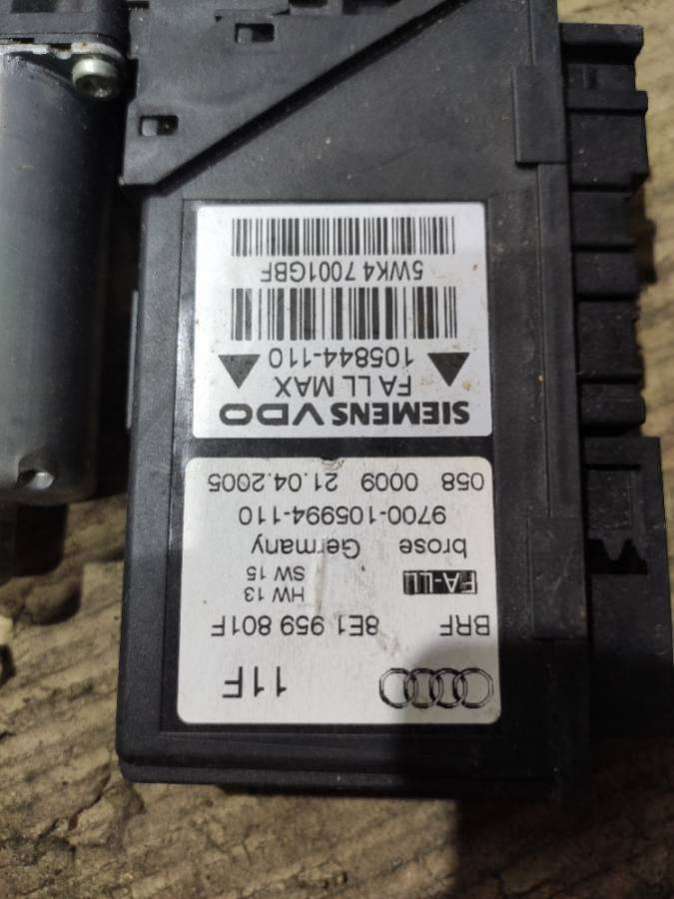 11F
BRF 8E1 959 801F
HW 13
FA-LL SW 15
brose Germany
9700-105994-110
058 0009 21.04.2005
SIEMENS VDO
FA LL MAX
105844-110
5WK4 7001GBF